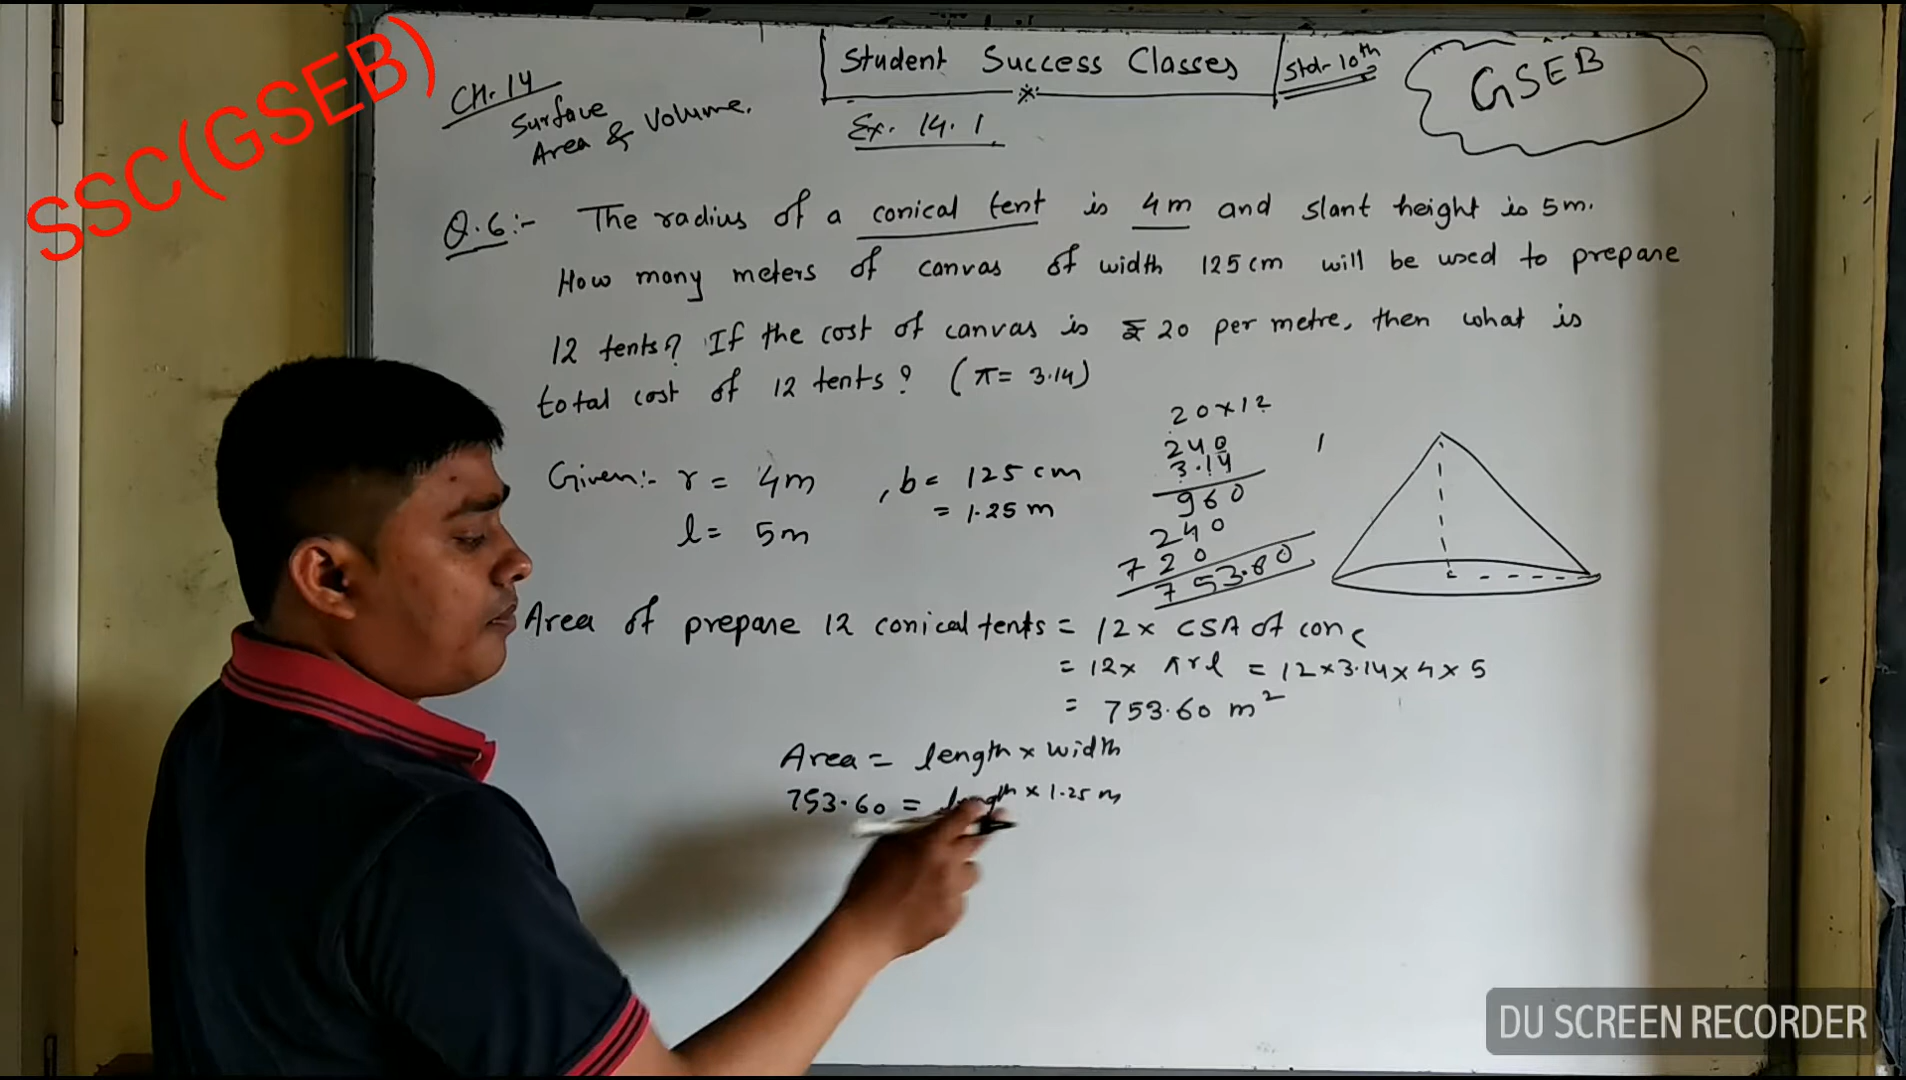 SSC(GSEB)
CH. 14
Surface
Area & Volume.
Student Success Classes
Std-10th
GSEB
Ex. 14.1
Q.6:- The radius of a conical tent is 4m and slant height is 5m.
How many meters of canvas of width 125cm will be used to prepare
12 tents? If the cost of canvas is ₹ 20 per metre, then what is
total cost of 12 tents? (π = 3.14)
20×12
240
3.14
960
240
720
753.60
Given:- r = 4m , b = 125 cm
= 1.25 m
l = 5m
Area of prepare 12 conical tents = 12 × CSA of cone
= 12 × πrl = 12×3.14×4×5
= 753.60 m²
Area = length × width
753.60 = length × 1.25 m
DU SCREEN RECORDER